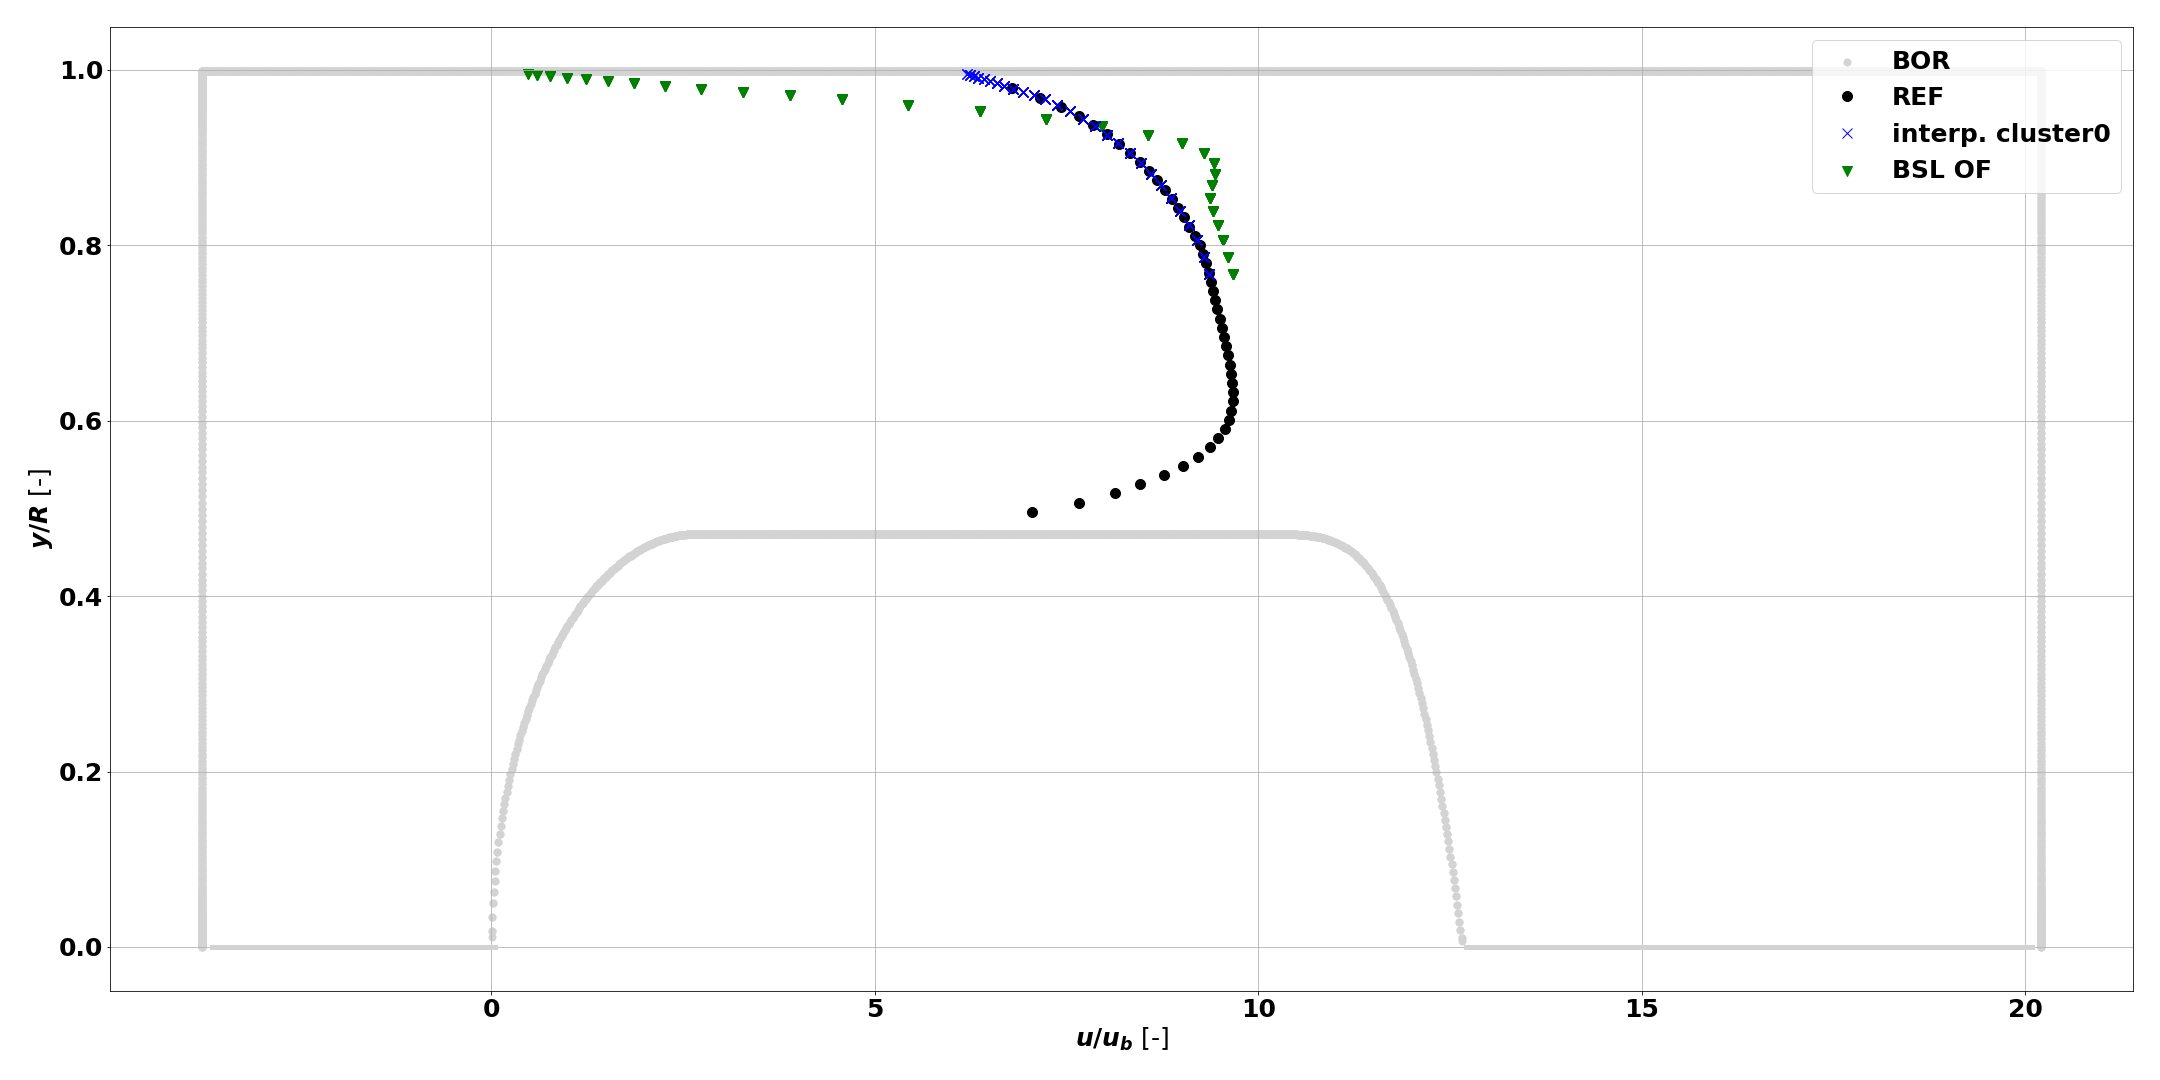 BOR
REF
interp. cluster0
BSL OF
1.0
0.8
0.6
0.4
0.2
0.0
y/R [-]
0 5 10 15 20
u/u_b [-]